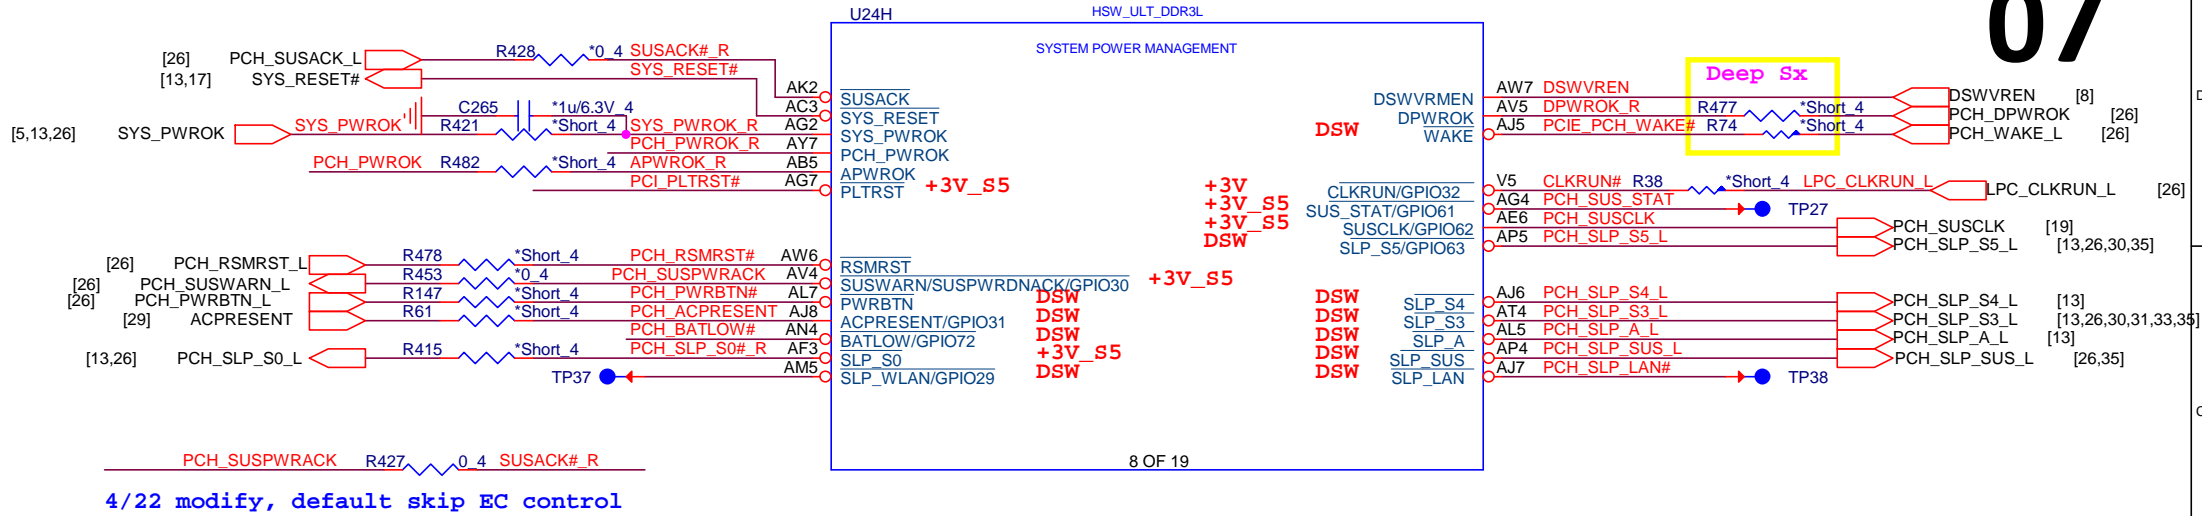 U24H HSW_ULT_DDR3L 07
SYSTEM POWER MANAGEMENT
[26] PCH_SUSACK_L R428 *0_4 SUSACK#_R
[13,17] SYS_RESET# SYS_RESET#
C265 *1u/6.3V_4
[5,13,26] SYS_PWROK SYS_PWROK R421 *Short_4 SYS_PWROK_R
PCH_PWROK_R
PCH_PWROK R482 *Short_4 APWROK_R
PCI_PLTRST#
AK2 SUSACK
AC3 SYS_RESET
AG2 SYS_PWROK
AY7 PCH_PWROK
AB5 APWROK
AG7 PLTRST +3V_S5
Deep Sx
DSWVRMEN AW7 DSWVREN DSWVREN [8]
DPWROK AV5 DPWROK_R R477 *Short_4 PCH_DPWROK [26]
DSW WAKE AJ5 PCIE_PCH_WAKE# R74 *Short_4 PCH_WAKE_L [26]
+3V CLKRUN/GPIO32 V5 CLKRUN# R38 *Short_4 LPC_CLKRUN_L LPC_CLKRUN_L [26]
+3V_S5 SUS_STAT/GPIO61 AG4 PCH_SUS_STAT TP27
+3V_S5 SUSCLK/GPIO62 AE6 PCH_SUSCLK PCH_SUSCLK [19]
DSW SLP_S5/GPIO63 AP5 PCH_SLP_S5_L PCH_SLP_S5_L [13,26,30,35]
[26] PCH_RSMRST_L R478 *Short_4 PCH_RSMRST# AW6 RSMRST
[26] PCH_SUSWARN_L R453 *0_4 PCH_SUSPWRACK AV4 SUSWARN/SUSPWRDNACK/GPIO30 +3V_S5
[26] PCH_PWRBTN_L R147 *Short_4 PCH_PWRBTN# AL7 PWRBTN DSW
[29] ACPRESENT R61 *Short_4 PCH_ACPRESENT AJ8 ACPRESENT/GPIO31 DSW
PCH_BATLOW# AN4 BATLOW/GPIO72 DSW
[13,26] PCH_SLP_S0_L R415 *Short_4 PCH_SLP_S0#_R AF3 SLP_S0 +3V_S5
TP37 AM5 SLP_WLAN/GPIO29 DSW
DSW SLP_S4 AJ6 PCH_SLP_S4_L PCH_SLP_S4_L [13]
DSW SLP_S3 AT4 PCH_SLP_S3_L PCH_SLP_S3_L [13,26,30,31,33,35]
DSW SLP_A AL5 PCH_SLP_A_L PCH_SLP_A_L [13]
DSW SLP_SUS AP4 PCH_SLP_SUS_L PCH_SLP_SUS_L [26,35]
DSW SLP_LAN AJ7 PCH_SLP_LAN# TP38
PCH_SUSPWRACK R427 0_4 SUSACK#_R
8 OF 19
4/22 modify, default skip EC control